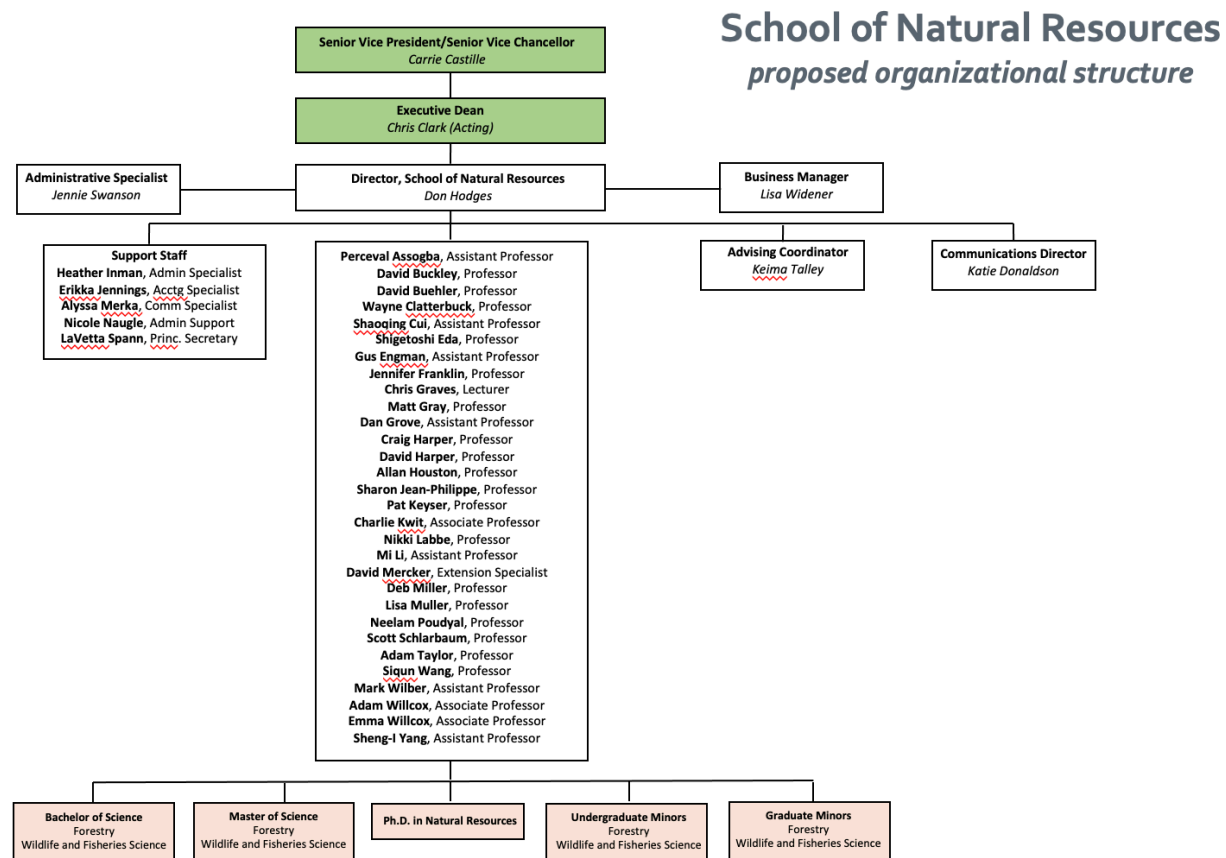 School of Natural Resources
proposed organizational structure
Senior Vice President/Senior Vice Chancellor
Carrie Castille
Executive Dean
Chris Clark (Acting)
Administrative Specialist
Jennie Swanson
Director, School of Natural Resources
Don Hodges
Business Manager
Lisa Widener
Support Staff
Heather Inman, Admin Specialist
Erikka Jennings, Acctg Specialist
Alyssa Merka, Comm Specialist
Nicole Naugle, Admin Support
LaVetta Spann, Princ. Secretary
Perceval Assogba, Assistant Professor
David Buckley, Professor
David Buehler, Professor
Wayne Clatterbuck, Professor
Shaoqing Cui, Assistant Professor
Shigetoshi Eda, Professor
Gus Engman, Assistant Professor
Jennifer Franklin, Professor
Chris Graves, Lecturer
Matt Gray, Professor
Dan Grove, Assistant Professor
Craig Harper, Professor
David Harper, Professor
Allan Houston, Professor
Sharon Jean-Philippe, Professor
Pat Keyser, Professor
Charlie Kwit, Associate Professor
Nikki Labbe, Professor
Mi Li, Assistant Professor
David Mercker, Extension Specialist
Deb Miller, Professor
Lisa Muller, Professor
Neelam Poudyal, Professor
Scott Schlarbaum, Professor
Adam Taylor, Professor
Siqun Wang, Professor
Mark Wilber, Assistant Professor
Adam Willcox, Associate Professor
Emma Willcox, Associate Professor
Sheng-I Yang, Assistant Professor
Advising Coordinator
Keima Talley
Communications Director
Katie Donaldson
Bachelor of Science
Forestry
Wildlife and Fisheries Science
Master of Science
Forestry
Wildlife and Fisheries Science
Ph.D. in Natural Resources
Undergraduate Minors
Forestry
Wildlife and Fisheries Science
Graduate Minors
Forestry
Wildlife and Fisheries Science